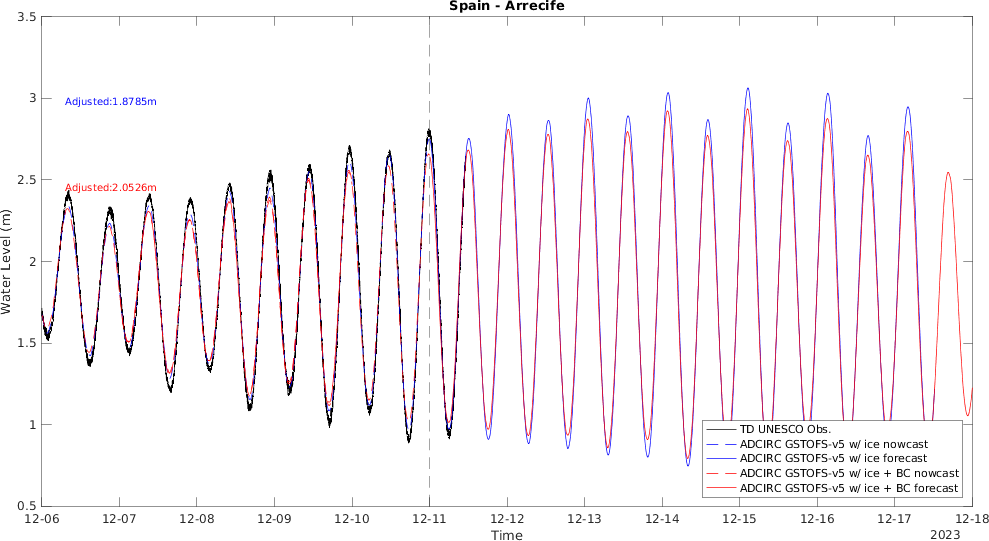 Spain - Arrecife
3.5
3
2.5
2
1.5
1
0.5
Water Level (m)
Adjusted:1.8785m
Adjusted:2.0526m
TD UNESCO Obs.
ADCIRC GSTOFS-v5 w/ ice nowcast
ADCIRC GSTOFS-v5 w/ ice forecast
ADCIRC GSTOFS-v5 w/ ice + BC nowcast
ADCIRC GSTOFS-v5 w/ ice + BC forecast
12-06 12-07 12-08 12-09 12-10 12-11 12-12 12-13 12-14 12-15 12-16 12-17 12-18
Time
2023